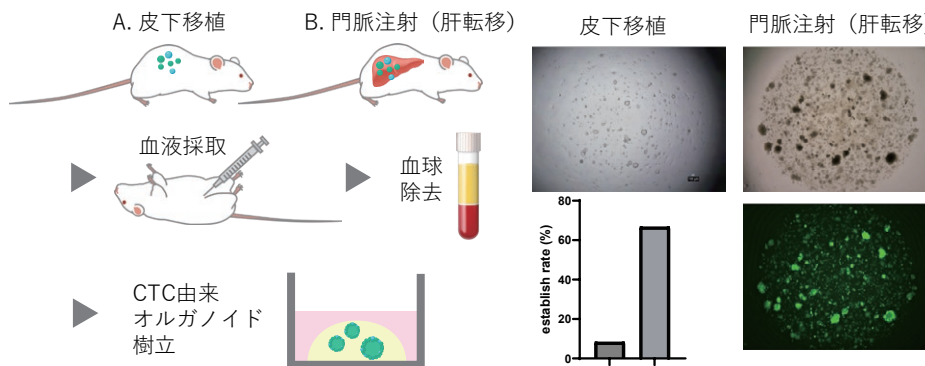 A. 皮下移植
B. 門脈注射（肝転移）
血液採取
血球
除去
CTC由来
オルガノイド
樹立
皮下移植
門脈注射（肝転移）
80
60
40
20
0
establish rate (%)